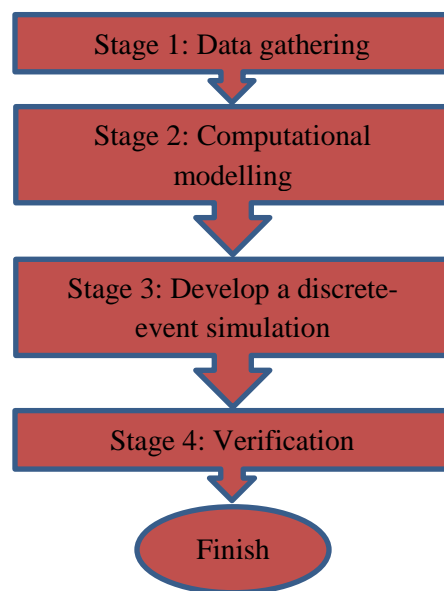 Stage 1: Data gathering
Stage 2: Computational
modelling
Stage 3: Develop a discrete-
event simulation
Stage 4: Verification
Finish